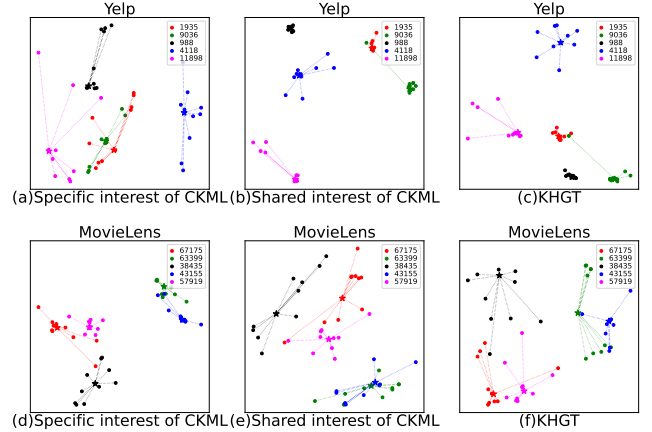 Yelp
1935
9036
988
4118
11898
(a)Specific interest of CKML
Yelp
1935
9036
988
4118
11898
(b)Shared interest of CKML
Yelp
1935
9036
988
4118
11898
(c)KHGT
MovieLens
67175
63399
38435
43155
57919
(d)Specific interest of CKML
MovieLens
67175
63399
38435
43155
57919
(e)Shared interest of CKML
MovieLens
67175
63399
38435
43155
57919
(f)KHGT